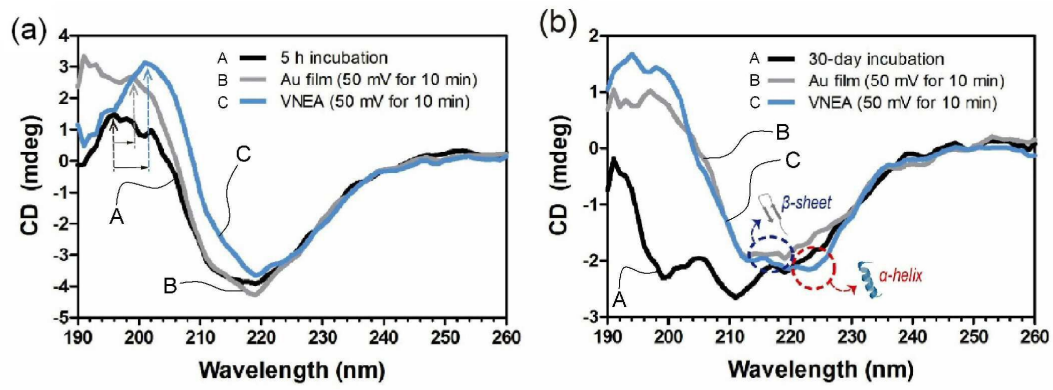 (a)
4
3
2
1
0
-1
-2
-3
-4
-5
CD (mdeg)
A 5 h incubation
B Au film (50 mV for 10 min)
C VNEA (50 mV for 10 min)
A
B
C
190 200 210 220 230 240 250 260
Wavelength (nm)
(b)
2
1
0
-1
-2
-3
CD (mdeg)
A 30-day incubation
B Au film (50 mV for 10 min)
C VNEA (50 mV for 10 min)
B
C
β-sheet
A
α-helix
190 200 210 220 230 240 250 260
Wavelength (nm)